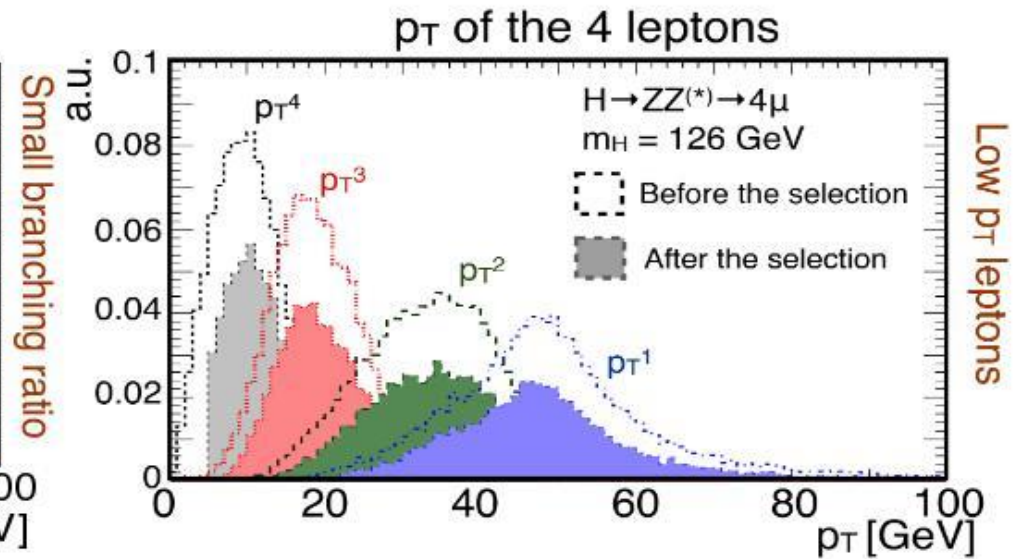 pT of the 4 leptons
Small branching ratio
a.u.
0.1
0.08
0.06
0.04
0.02
0
pT4
pT3
pT2
pT1
H→ZZ(*)→4μ
mH = 126 GeV
Before the selection
After the selection
Low pT leptons
0 20 40 60 80 100
pT [GeV]
00
V]